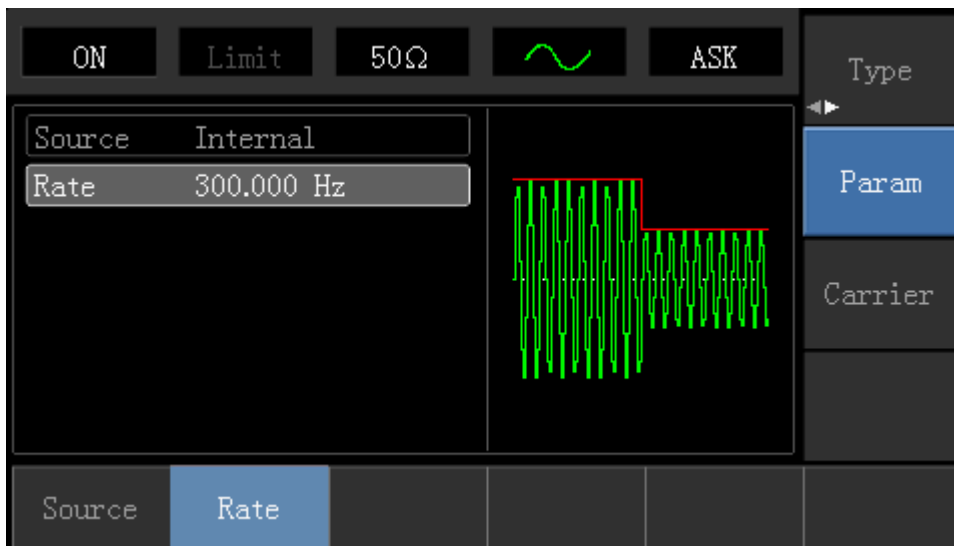 ON Limit 50Ω ASK
Type
Source Internal
Rate 300.000 Hz
Param
Carrier
Source Rate